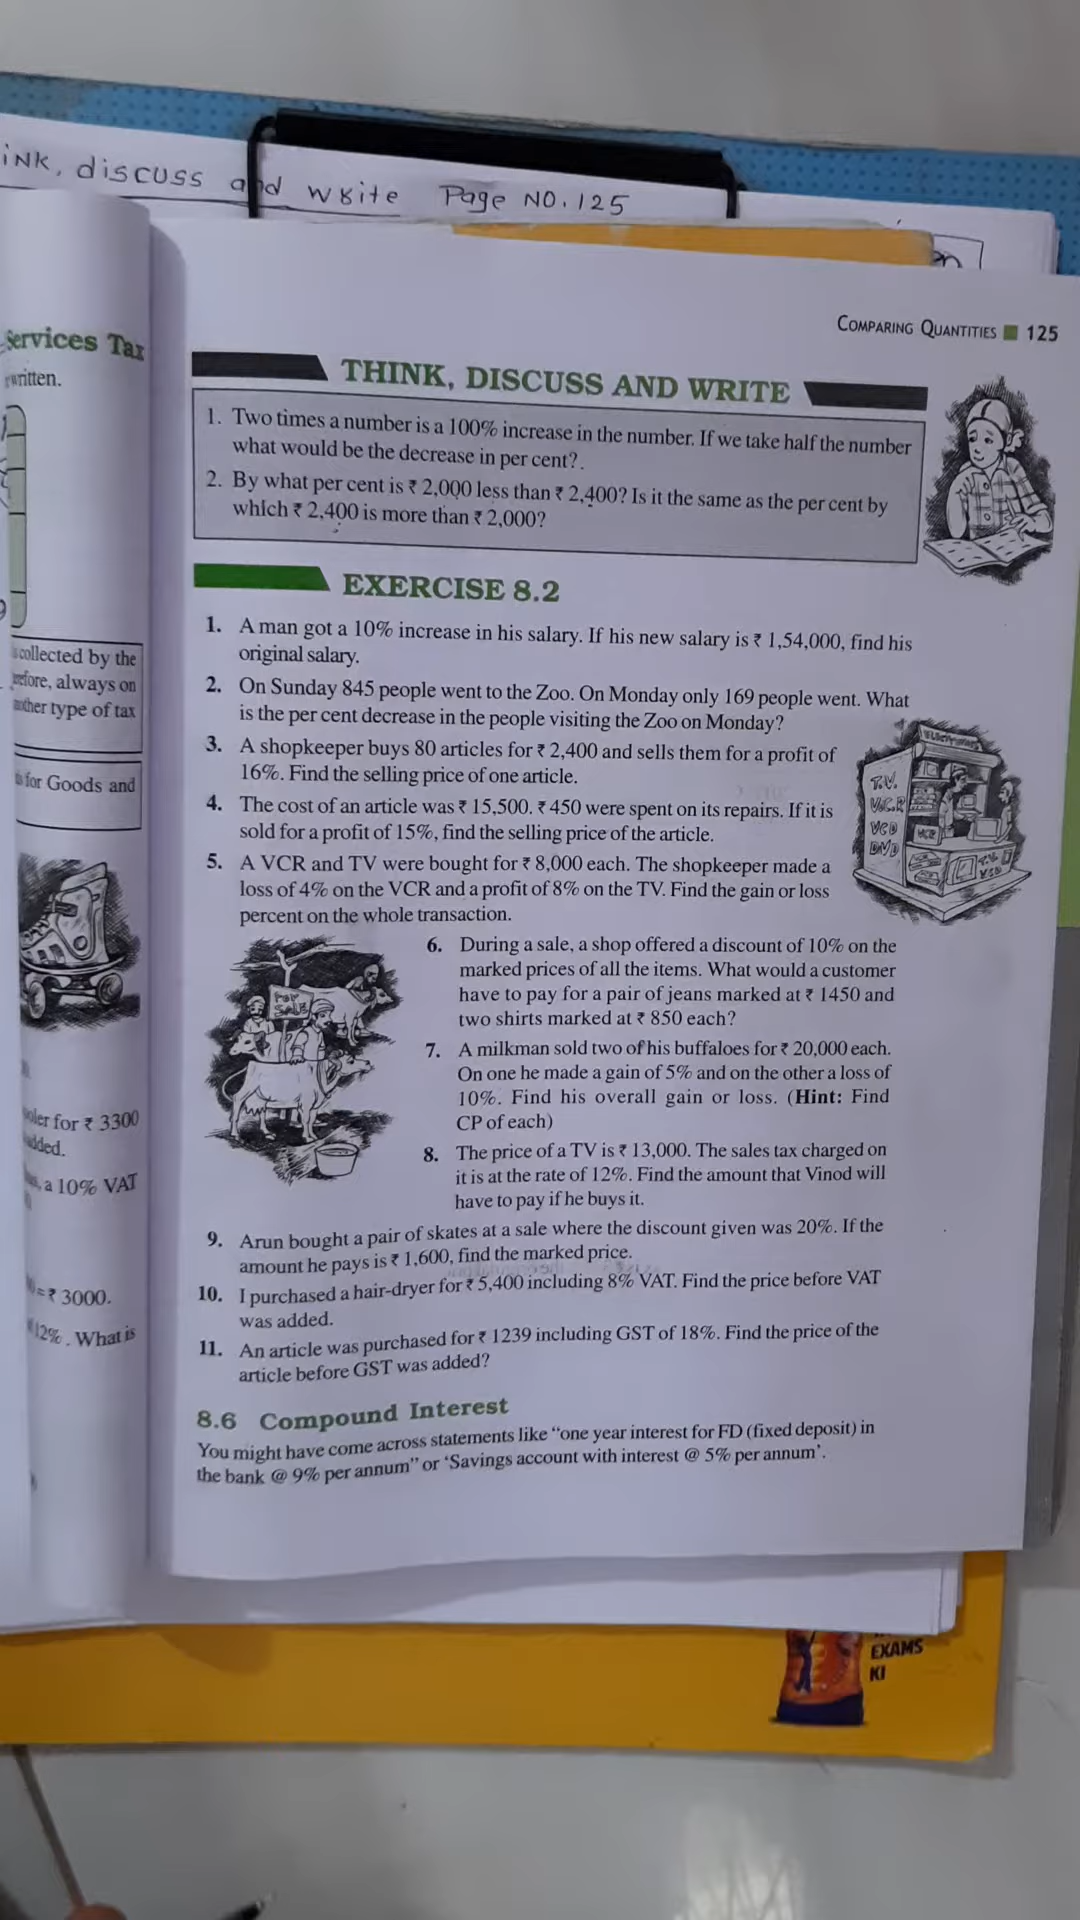 iNK, discuss and write Page NO. 125
Services Tax
written.
collected by the
refore, always on
another type of tax
for Goods and
ooler for ₹ 3300
added.
a 10% VAT
= ₹ 3000.
12%. What is
COMPARING QUANTITIES 125
THINK, DISCUSS AND WRITE
1. Two times a number is a 100% increase in the number. If we take half the number
what would be the decrease in per cent?
2. By what per cent is ₹ 2,000 less than ₹ 2,400? Is it the same as the per cent by
which ₹ 2,400 is more than ₹ 2,000?
EXERCISE 8.2
1. A man got a 10% increase in his salary. If his new salary is ₹ 1,54,000, find his
original salary.
2. On Sunday 845 people went to the Zoo. On Monday only 169 people went. What
is the per cent decrease in the people visiting the Zoo on Monday?
3. A shopkeeper buys 80 articles for ₹ 2,400 and sells them for a profit of
16%. Find the selling price of one article.
4. The cost of an article was ₹ 15,500. ₹ 450 were spent on its repairs. If it is
sold for a profit of 15%, find the selling price of the article.
5. A VCR and TV were bought for ₹ 8,000 each. The shopkeeper made a
loss of 4% on the VCR and a profit of 8% on the TV. Find the gain or loss
percent on the whole transaction.
T.V.
V.C.R
VCD
DVD
VCR
T.V.
VCD
FOR
SALE
6. During a sale, a shop offered a discount of 10% on the
marked prices of all the items. What would a customer
have to pay for a pair of jeans marked at ₹ 1450 and
two shirts marked at ₹ 850 each?
7. A milkman sold two of his buffaloes for ₹ 20,000 each.
On one he made a gain of 5% and on the other a loss of
10%. Find his overall gain or loss. (Hint: Find
CP of each)
8. The price of a TV is ₹ 13,000. The sales tax charged on
it is at the rate of 12%. Find the amount that Vinod will
have to pay if he buys it.
9. Arun bought a pair of skates at a sale where the discount given was 20%. If the
amount he pays is ₹ 1,600, find the marked price.
10. I purchased a hair-dryer for ₹ 5,400 including 8% VAT. Find the price before VAT
was added.
11. An article was purchased for ₹ 1239 including GST of 18%. Find the price of the
article before GST was added?
8.6 Compound Interest
You might have come across statements like “one year interest for FD (fixed deposit) in
the bank @ 9% per annum” or ‘Savings account with interest @ 5% per annum’.
EXAMS
KI